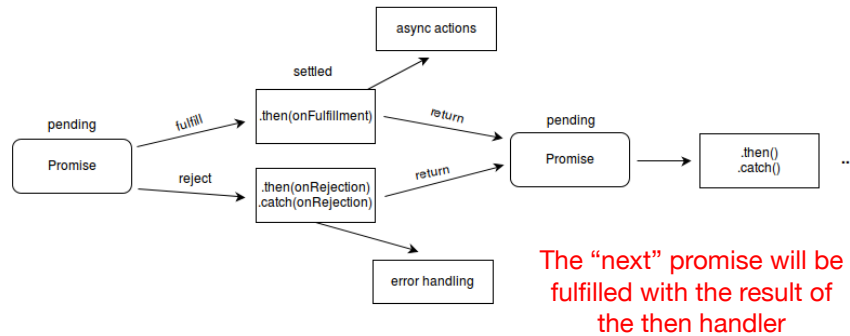 async actions
settled
pending
fulfill
.then(onFulfillment)
return
pending
Promise
reject
.then(onRejection)
.catch(onRejection)
return
Promise
.then()
.catch()
..
error handling
The “next” promise will be
fulfilled with the result of
the then handler